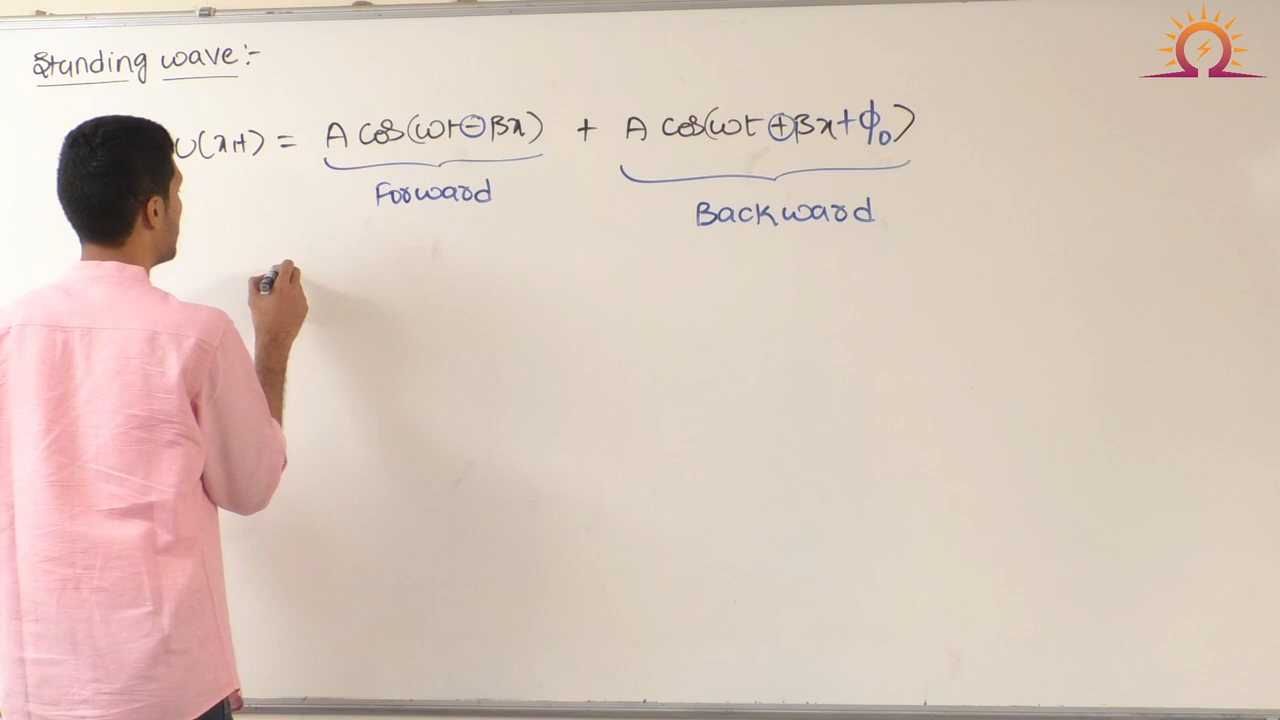 Standing wave:-
υ(x,t) = A cos(ωt-βx) + A cos(ωt+βx+ϕ₀)
Forward
Backward